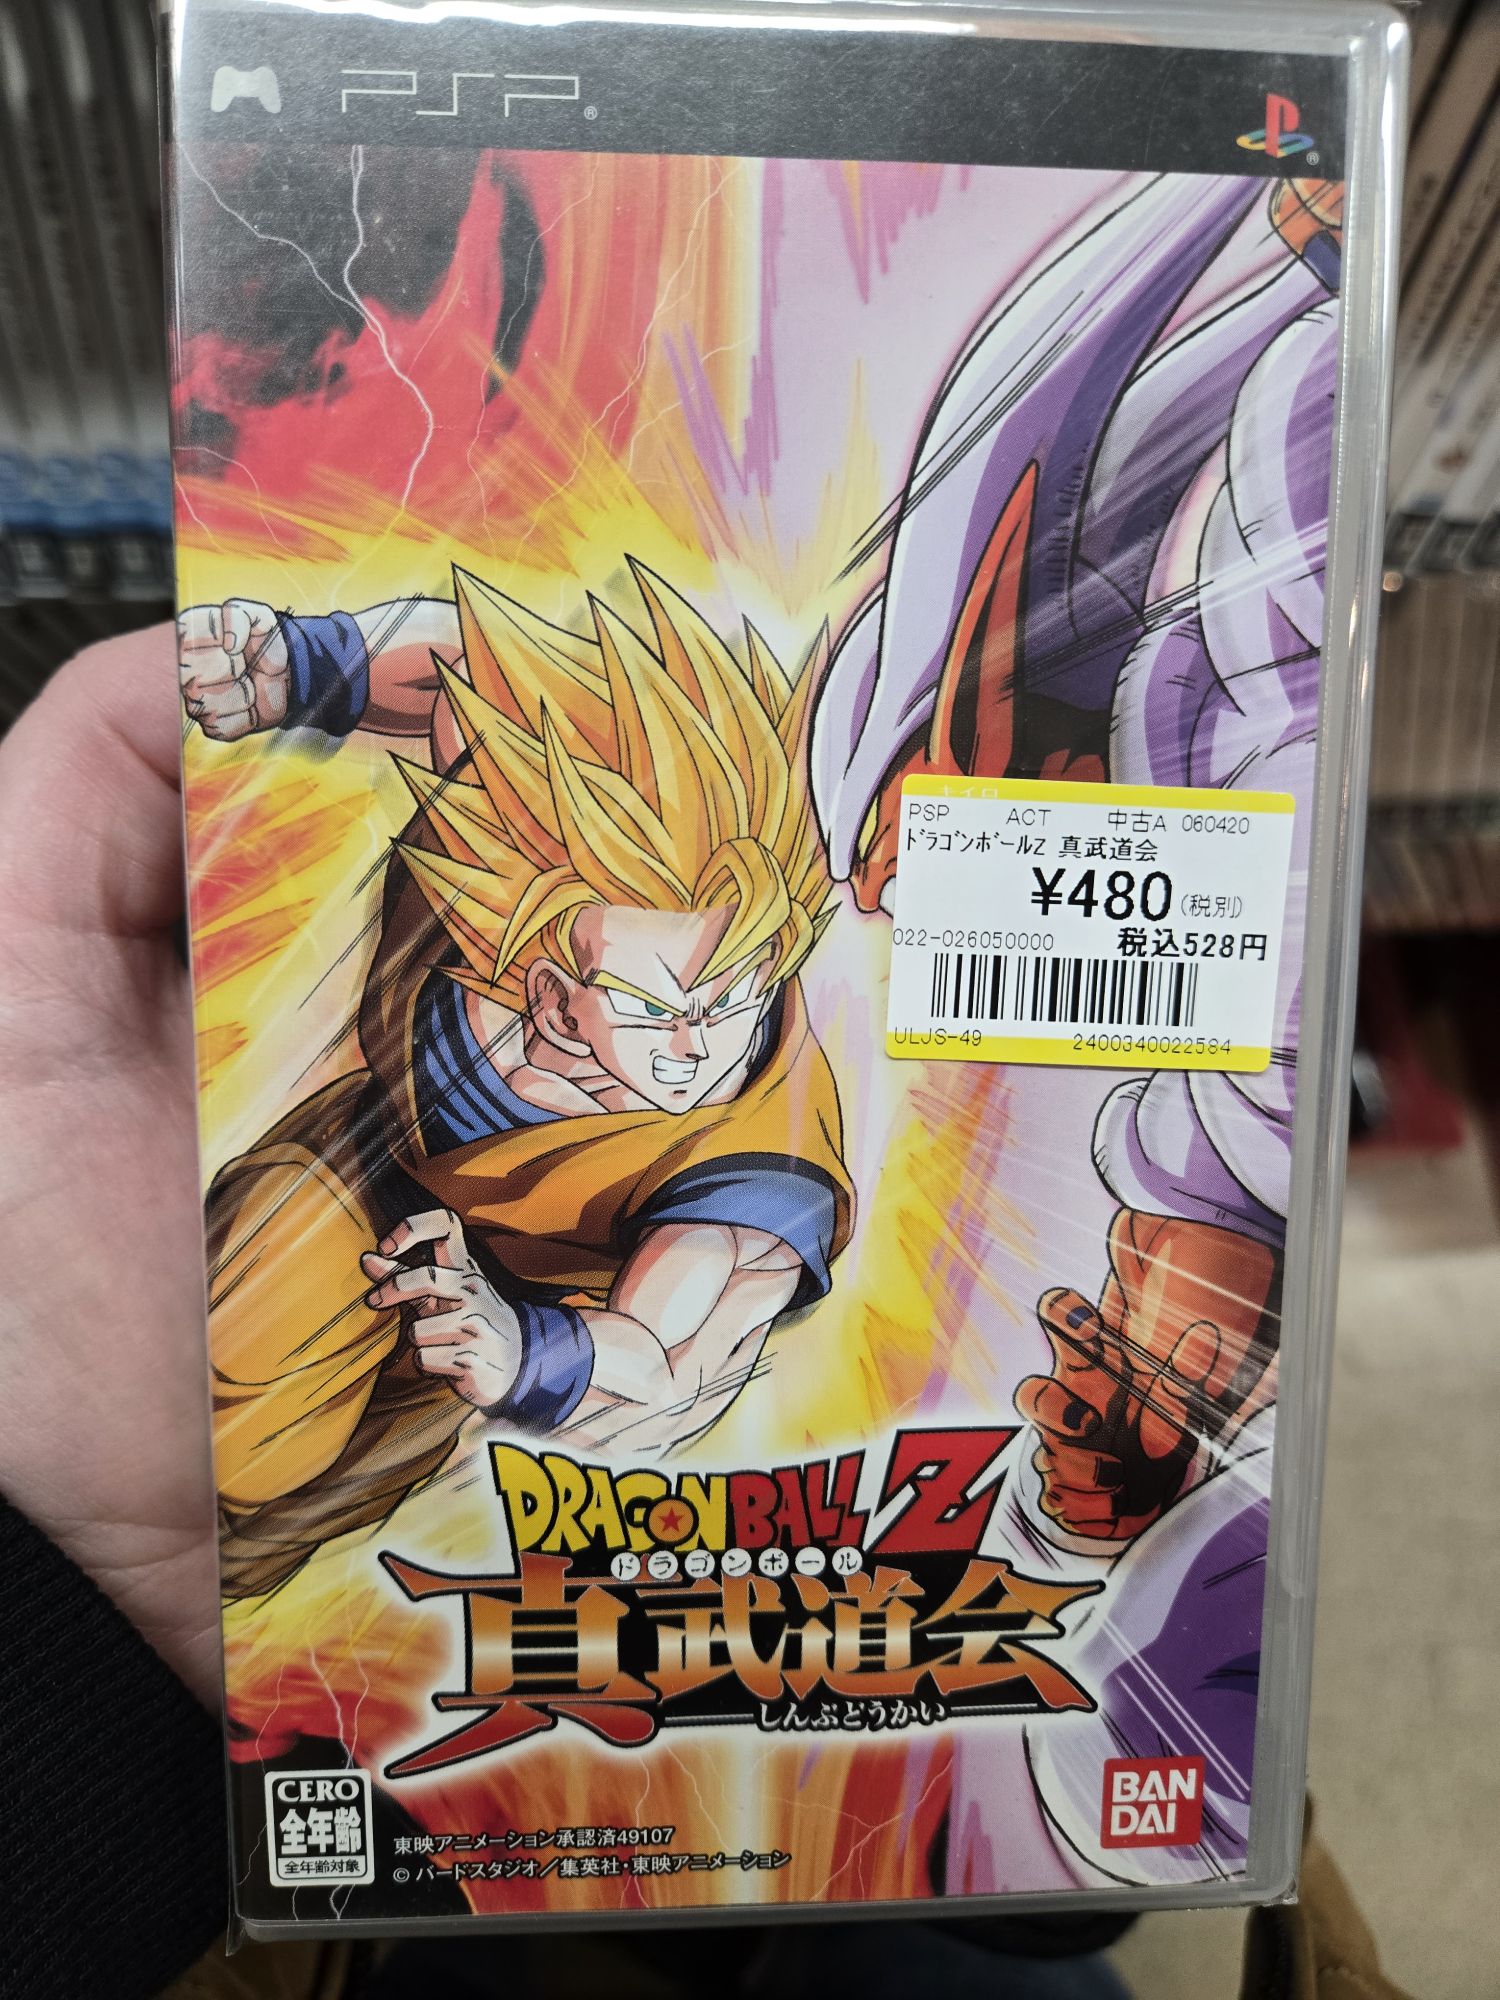 PSP®
®
キイロ
PSP ACT 中古A 060420
ﾄﾞﾗｺﾞﾝﾎﾞｰﾙZ 真武道会
¥480(税別)
022-026050000 税込528円
ULJS-49 2400340022584
DRAGON BALL Z
ドラゴンボール
真武道会
しんぶどうかい
CERO
全年齢
全年齢対象
東映アニメーション承認済49107
© バードスタジオ／集英社・東映アニメーション
BAN
DAI